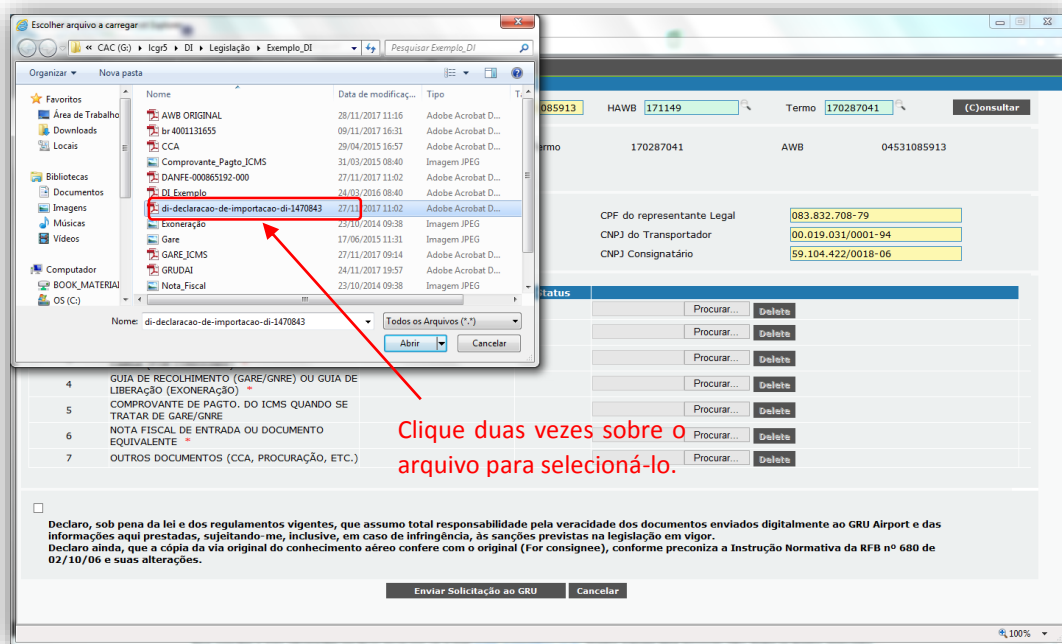 Escolher arquivo a carregar
« CAC (G:) ▸ lcgr5 ▸ DI ▸ Legislação ▸ Exemplo_DI
Pesquisar Exemplo_DI
Organizar
Nova pasta
Nome
Data de modificaç...
Tipo
Favoritos
Área de Trabalho
Downloads
Locais
Bibliotecas
Documentos
Imagens
Músicas
Vídeos
Computador
BOOK_MATERIAI
OS (C:)
AWB ORIGINAL 28/11/2017 11:16 Adobe Acrobat D...
br 4001131655 09/11/2017 16:31 Adobe Acrobat D...
CCA 29/04/2015 16:57 Adobe Acrobat D...
Comprovante_Pagto_ICMS 31/03/2015 08:40 Imagem JPEG
DANFE-000865192-000 27/11/2017 11:02 Adobe Acrobat D...
DI_Exemplo 24/03/2016 08:40 Adobe Acrobat D...
di-declaracao-de-importacao-di-1470843 27/11/2017 11:02 Adobe Acrobat D...
Exoneração 23/10/2014 09:38 Imagem JPEG
Gare 17/06/2015 11:31 Imagem JPEG
GARE_ICMS 27/11/2017 09:14 Adobe Acrobat D...
GRUDAI 24/11/2017 19:57 Adobe Acrobat D...
Nota_Fiscal 23/10/2014 09:38 Imagem JPEG
Nome: di-declaracao-de-importacao-di-1470843
Todos os Arquivos (*.*)
Abrir
Cancelar
085913 HAWB 171149 Termo 170287041 (C)onsultar
ermo 170287041 AWB 04531085913
CPF do representante Legal 083.832.708-79
CNPJ do Transportador 00.019.031/0001-94
CNPJ Consignatário 59.104.422/0018-06
Status
Procurar... Delete
Procurar... Delete
Procurar... Delete
4 GUIA DE RECOLHIMENTO (GARE/GNRE) OU GUIA DE
LIBERAçãO (EXONERAçãO) * Procurar... Delete
5 COMPROVANTE DE PAGTO. DO ICMS QUANDO SE
TRATAR DE GARE/GNRE Procurar... Delete
6 NOTA FISCAL DE ENTRADA OU DOCUMENTO
EQUIVALENTE * Procurar... Delete
7 OUTROS DOCUMENTOS (CCA, PROCURAÇÃO, ETC.) Procurar... Delete
Clique duas vezes sobre o
arquivo para selecioná-lo.
Declaro, sob pena da lei e dos regulamentos vigentes, que assumo total responsabilidade pela veracidade dos documentos enviados digitalmente ao GRU Airport e das
informações aqui prestadas, sujeitando-me, inclusive, em caso de infringência, às sanções previstas na legislação em vigor.
Declaro ainda, que a cópia da via original do conhecimento aéreo confere com o original (For consignee), conforme preconiza a Instrução Normativa da RFB nº 680 de
02/10/06 e suas alterações.
Enviar Solicitação ao GRU
Cancelar
100%